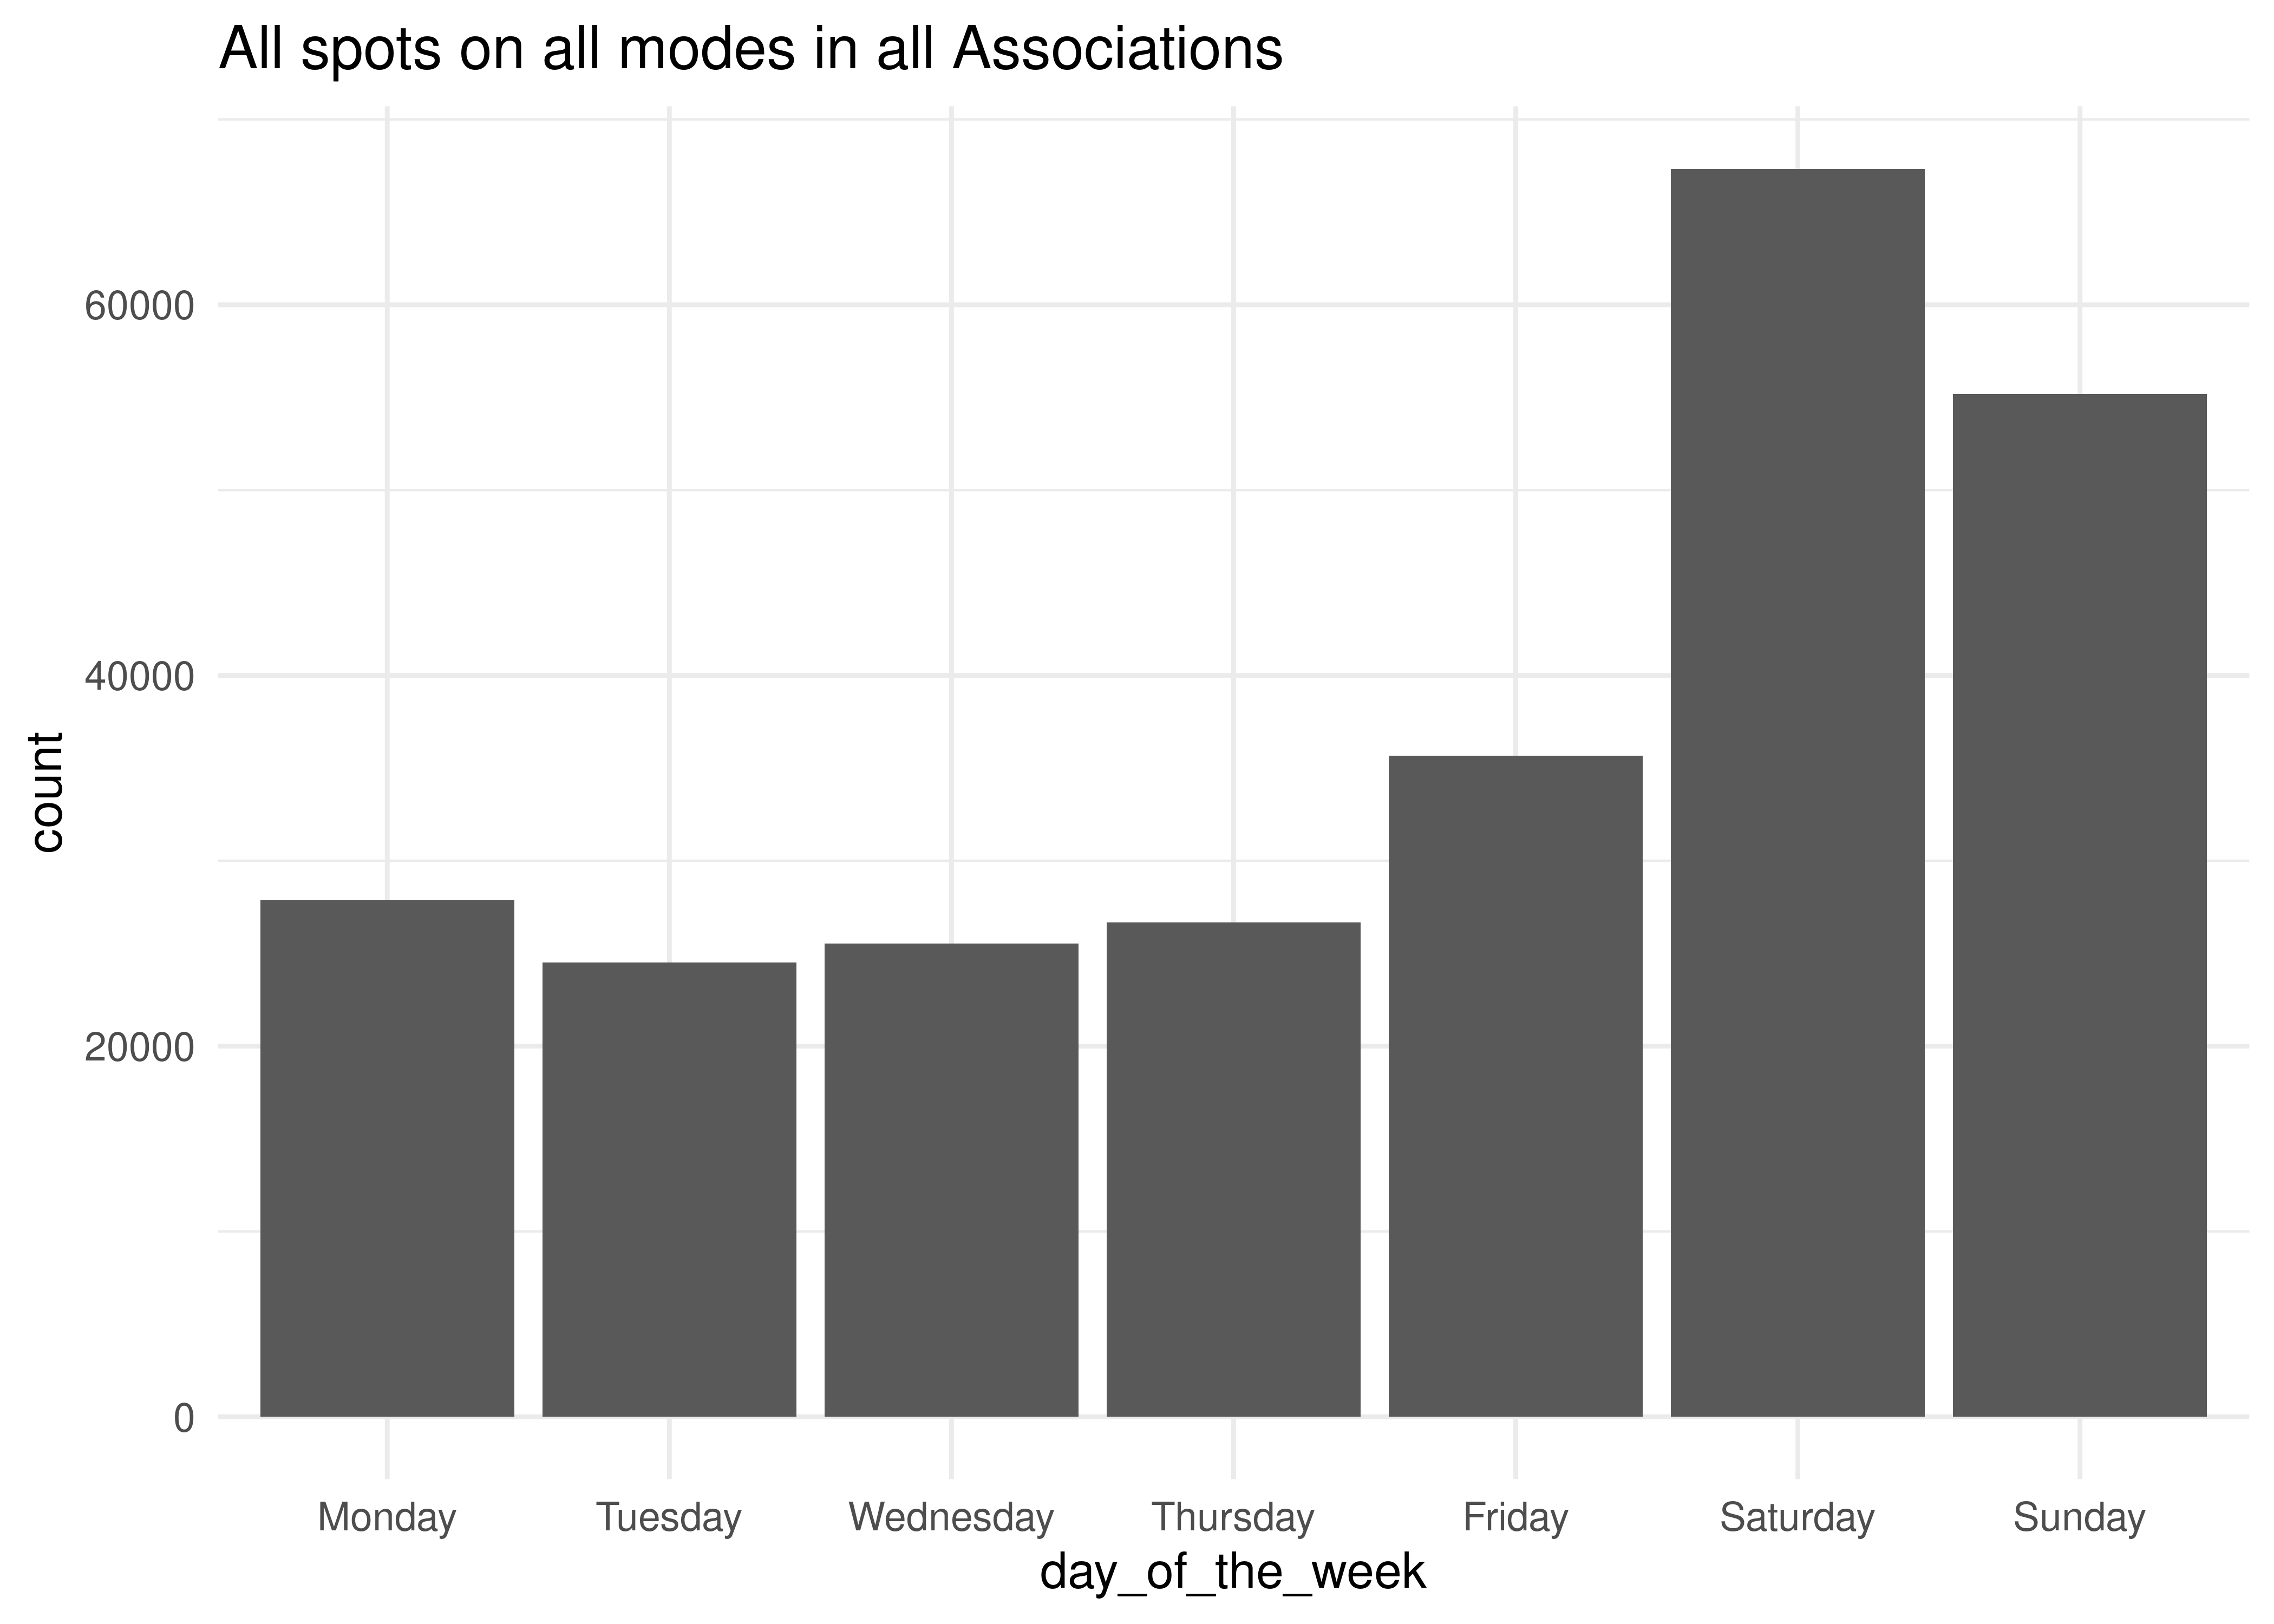 All spots on all modes in all Associations
count
60000
40000
20000
0
Monday Tuesday Wednesday Thursday Friday Saturday Sunday
day_of_the_week